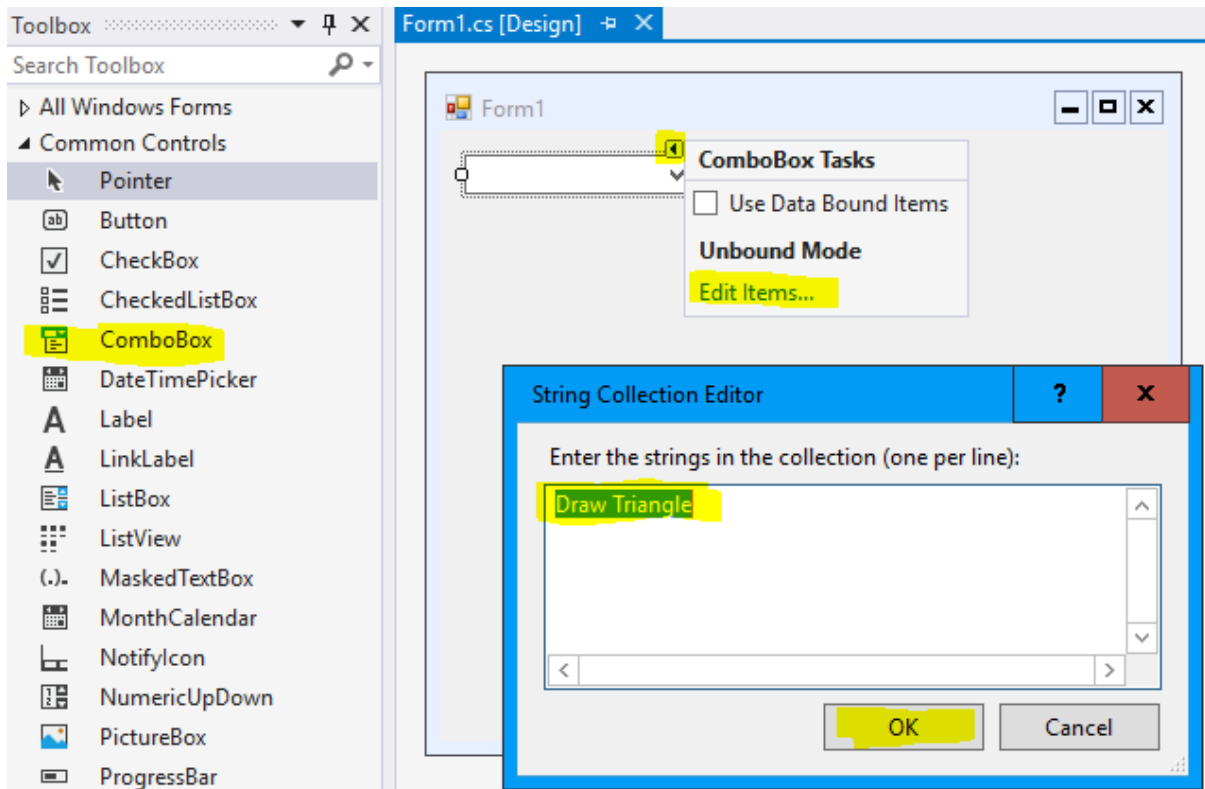 Toolbox
Search Toolbox
All Windows Forms
Common Controls
Pointer
Button
CheckBox
CheckedListBox
ComboBox
DateTimePicker
Label
LinkLabel
ListBox
ListView
MaskedTextBox
MonthCalendar
NotifyIcon
NumericUpDown
PictureBox
ProgressBar
Form1.cs [Design]
Form1
ComboBox Tasks
Use Data Bound Items
Unbound Mode
Edit Items...
String Collection Editor
Enter the strings in the collection (one per line):
Draw Triangle
OK
Cancel